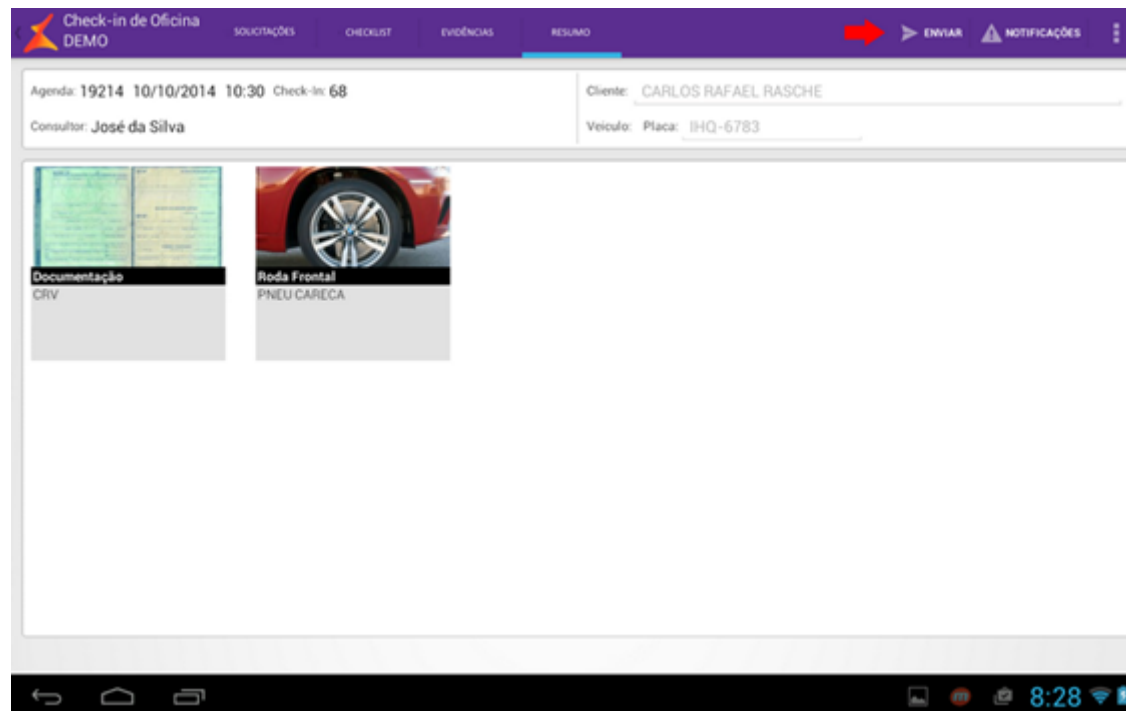 Check-in de Oficina
DEMO
SOLICITAÇÕES CHECKLIST EVIDÊNCIAS RESUMO ENVIAR NOTIFICAÇÕES
Agenda: 19214 10/10/2014 10:30 Check-In: 68
Cliente: CARLOS RAFAEL RASCHE
Consultor: José da Silva
Veículo: Placa: IHQ-6783
Documentação
CRV
Roda Frontal
PNEU CARECA
8:28